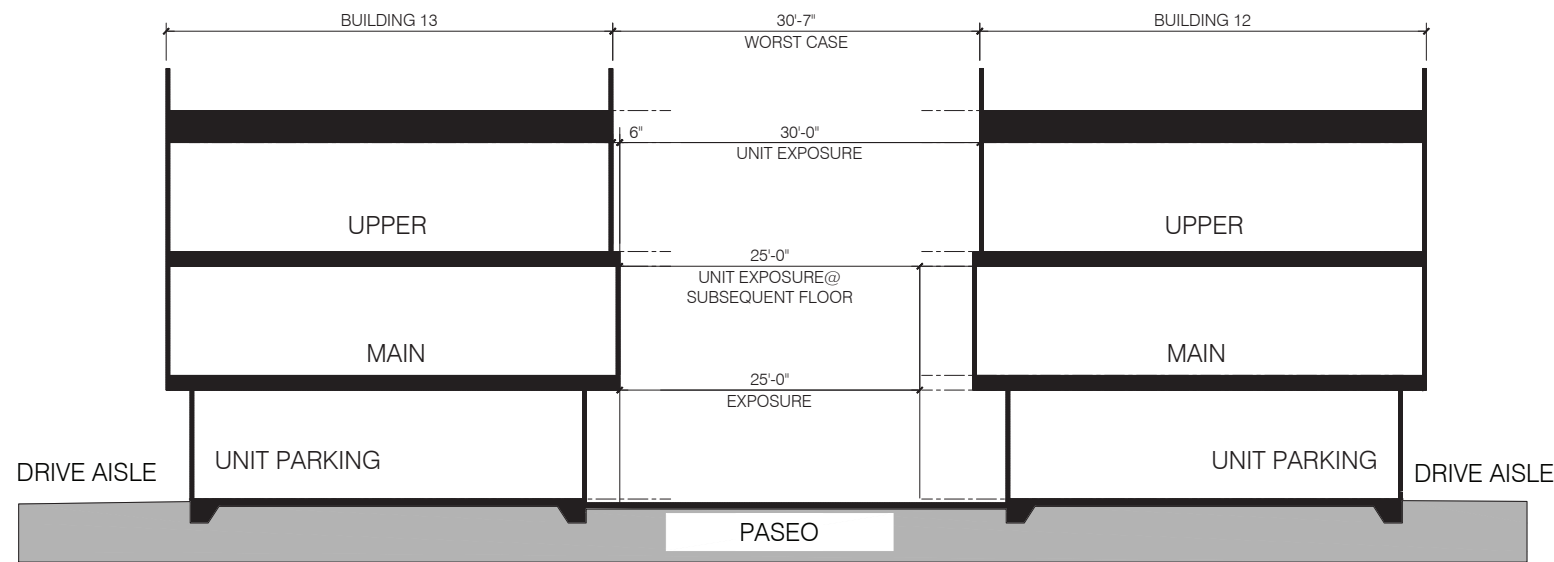 BUILDING 13
30'-7"
BUILDING 12
WORST CASE
6"
30'-0"
UNIT EXPOSURE
UPPER
UPPER
25'-0"
UNIT EXPOSURE@
SUBSEQUENT FLOOR
MAIN
MAIN
25'-0"
EXPOSURE
DRIVE AISLE
UNIT PARKING
UNIT PARKING
DRIVE AISLE
PASEO